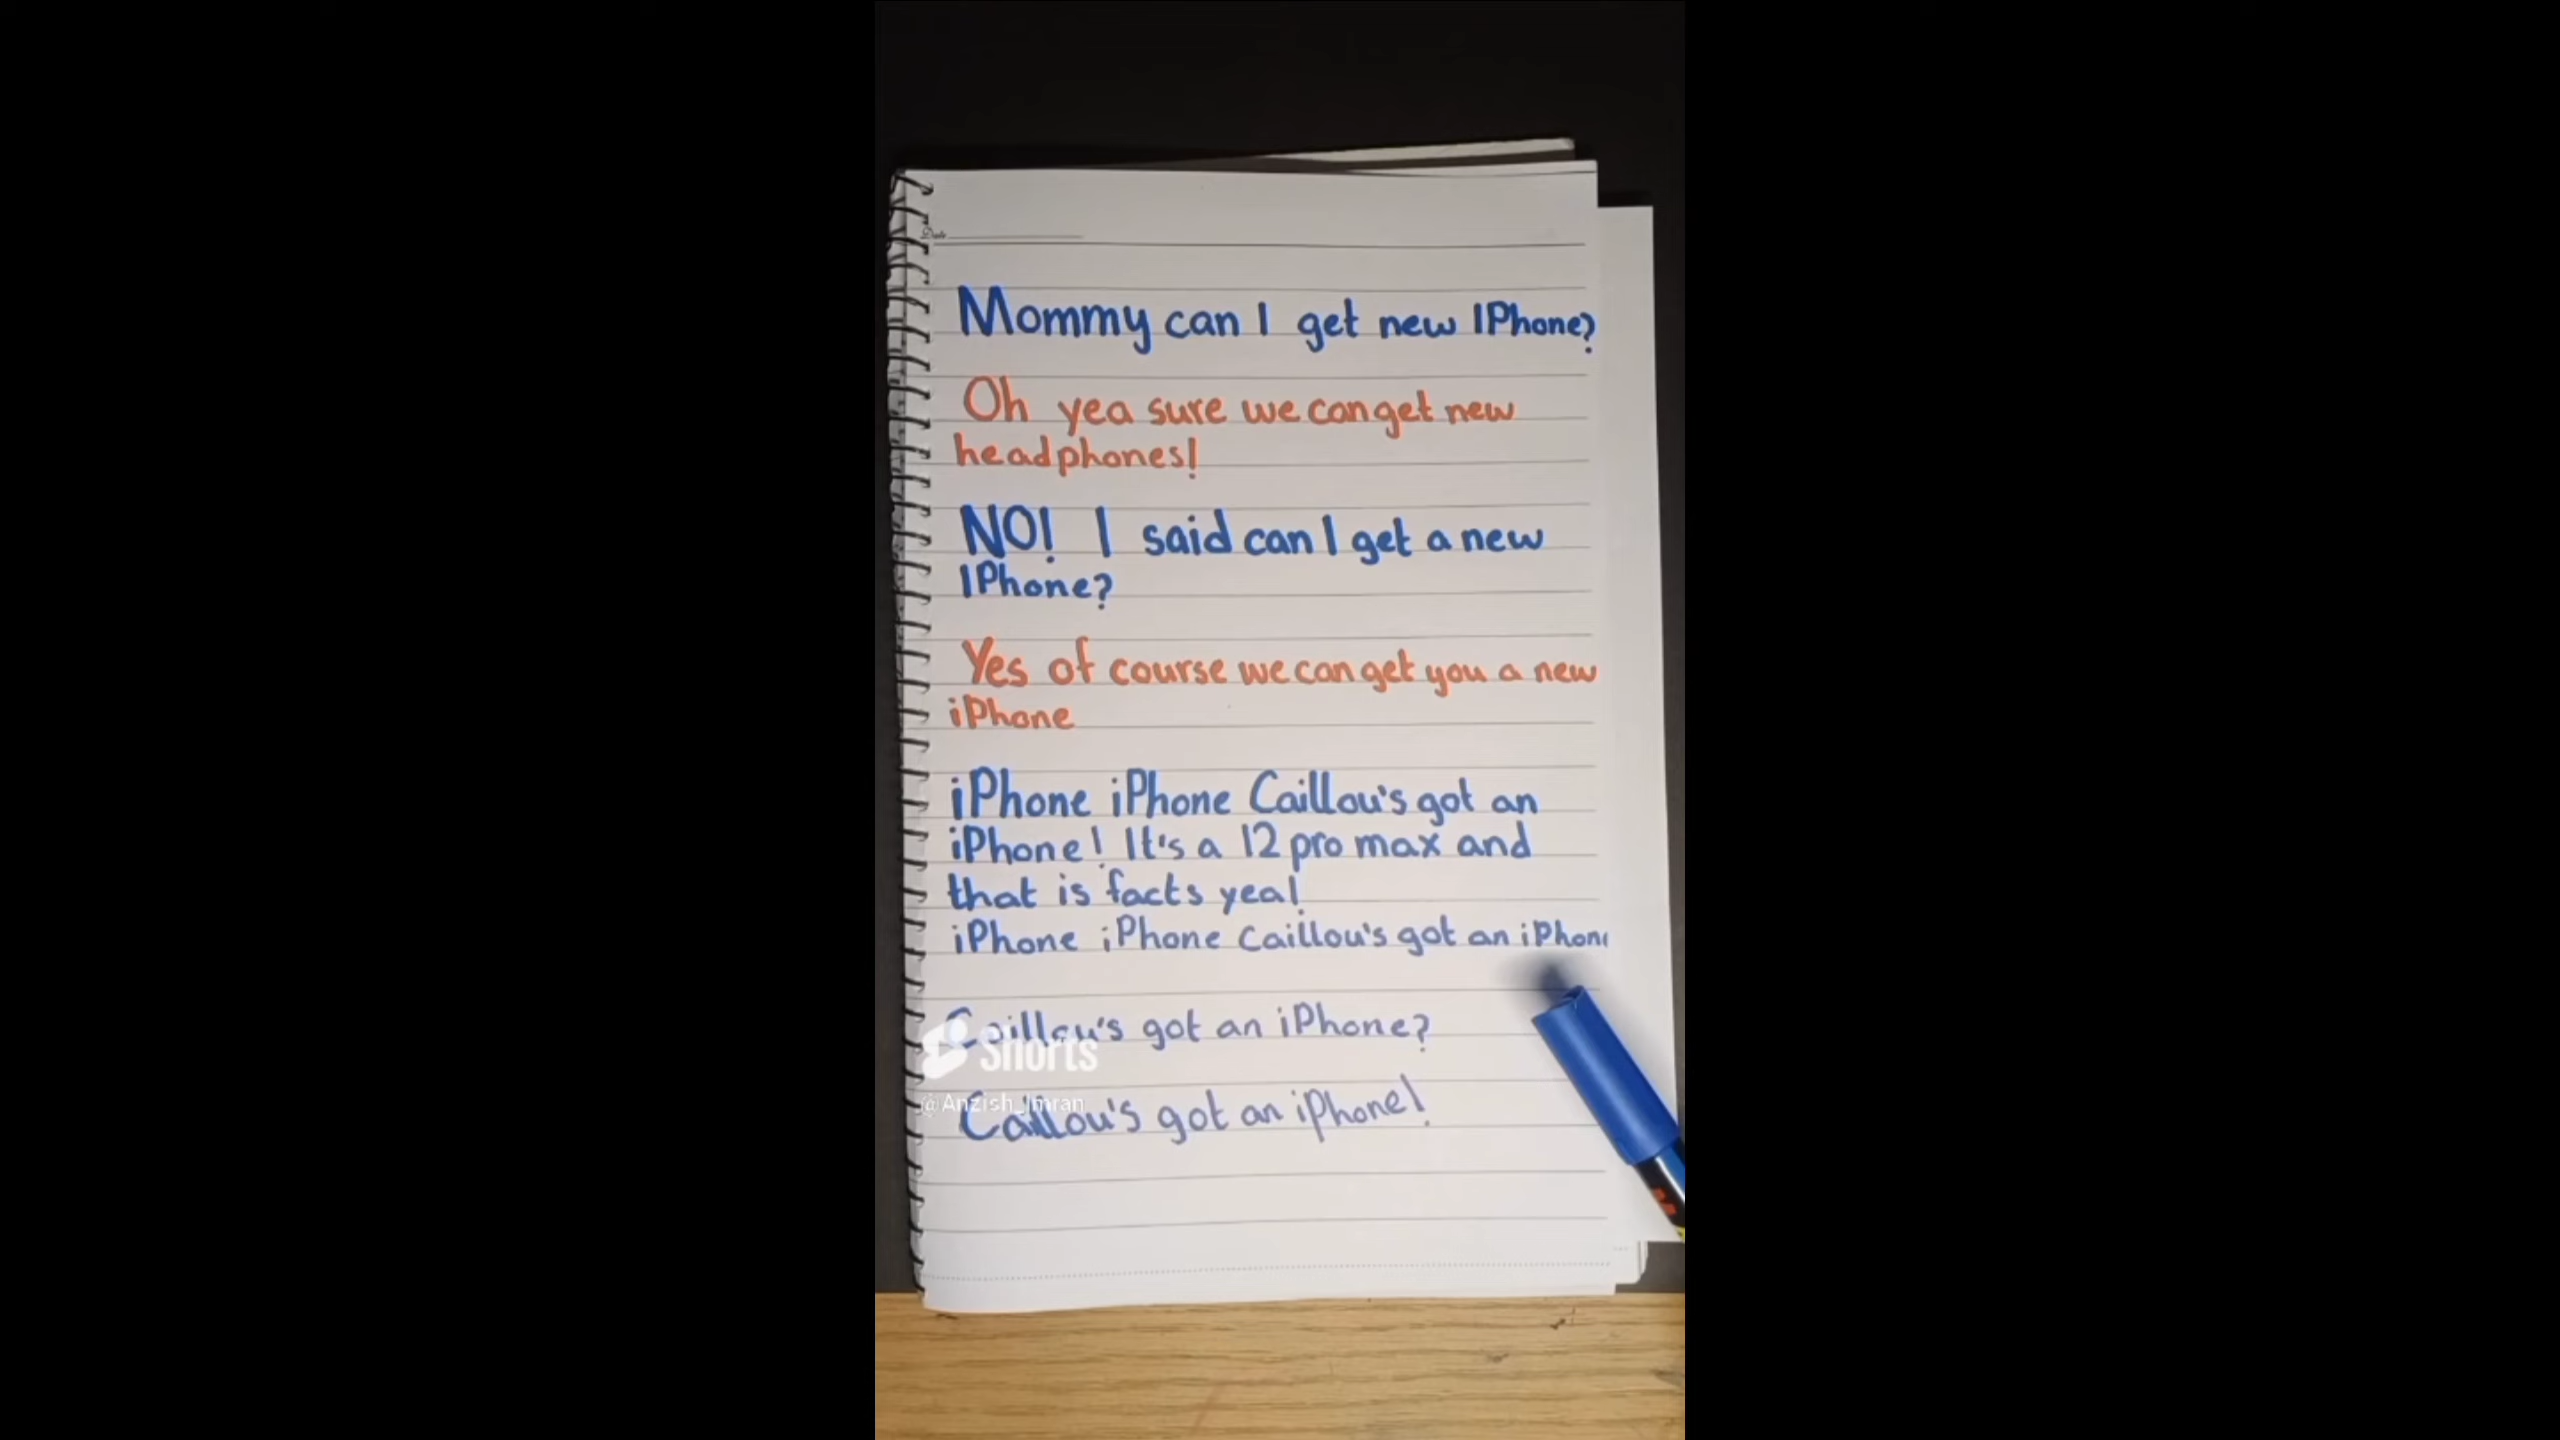 Date
Mommy can I get new IPhone?
Oh yea sure we can get new
headphones!
NO! I said can I get a new
IPhone?
Yes of course we can get you a new
iPhone
iPhone iPhone Caillou's got an
iPhone! It's a 12 pro max and
that is facts yea!
iPhone iPhone Caillou's got an iPhone
Caillou's got an iPhone?
Shorts
@Anzish_Imran
Caillou's got an iPhone!